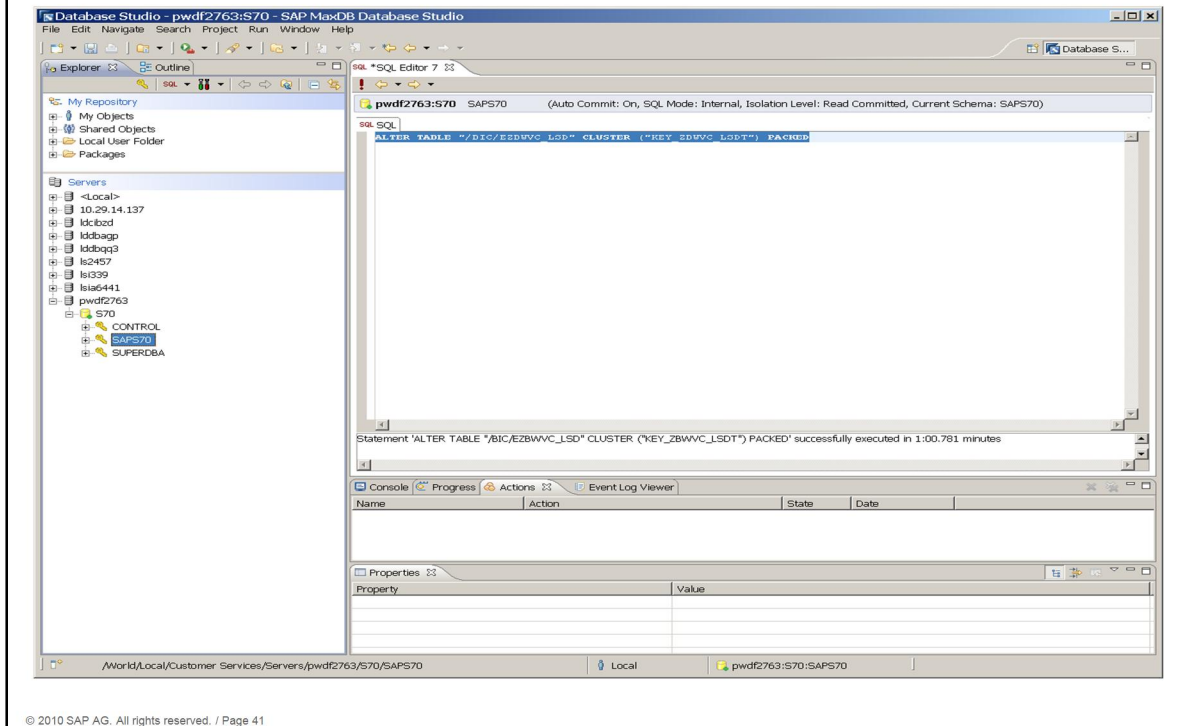 Database Studio - pwdf2763:S70 - SAP MaxDB Database Studio
File Edit Navigate Search Project Run Window Help
Database S...
Explorer
Outline
SQL
My Repository
My Objects
Shared Objects
Local User Folder
Packages
Servers
<Local>
10.29.14.137
ldcibzd
lddbagp
lddbqq3
ls2457
lsi339
lsia6441
pwdf2763
S70
CONTROL
SAPS70
SUPERDBA
SQL *SQL Editor 7
pwdf2763:S70 SAPS70 (Auto Commit: On, SQL Mode: Internal, Isolation Level: Read Committed, Current Schema: SAPS70)
SQL SQL
ALTER TABLE "/BIC/EZBWVC_LSD" CLUSTER ("KEY_ZBWVC_LSDT") PACKED
Statement 'ALTER TABLE "/BIC/EZBWVC_LSD" CLUSTER ("KEY_ZBWVC_LSDT") PACKED' successfully executed in 1:00.781 minutes
Console Progress Actions Event Log Viewer
Name Action State Date
Properties
Property Value
/World/Local/Customer Services/Servers/pwdf2763/S70/SAPS70 Local pwdf2763:S70:SAPS70
© 2010 SAP AG. All rights reserved. / Page 41